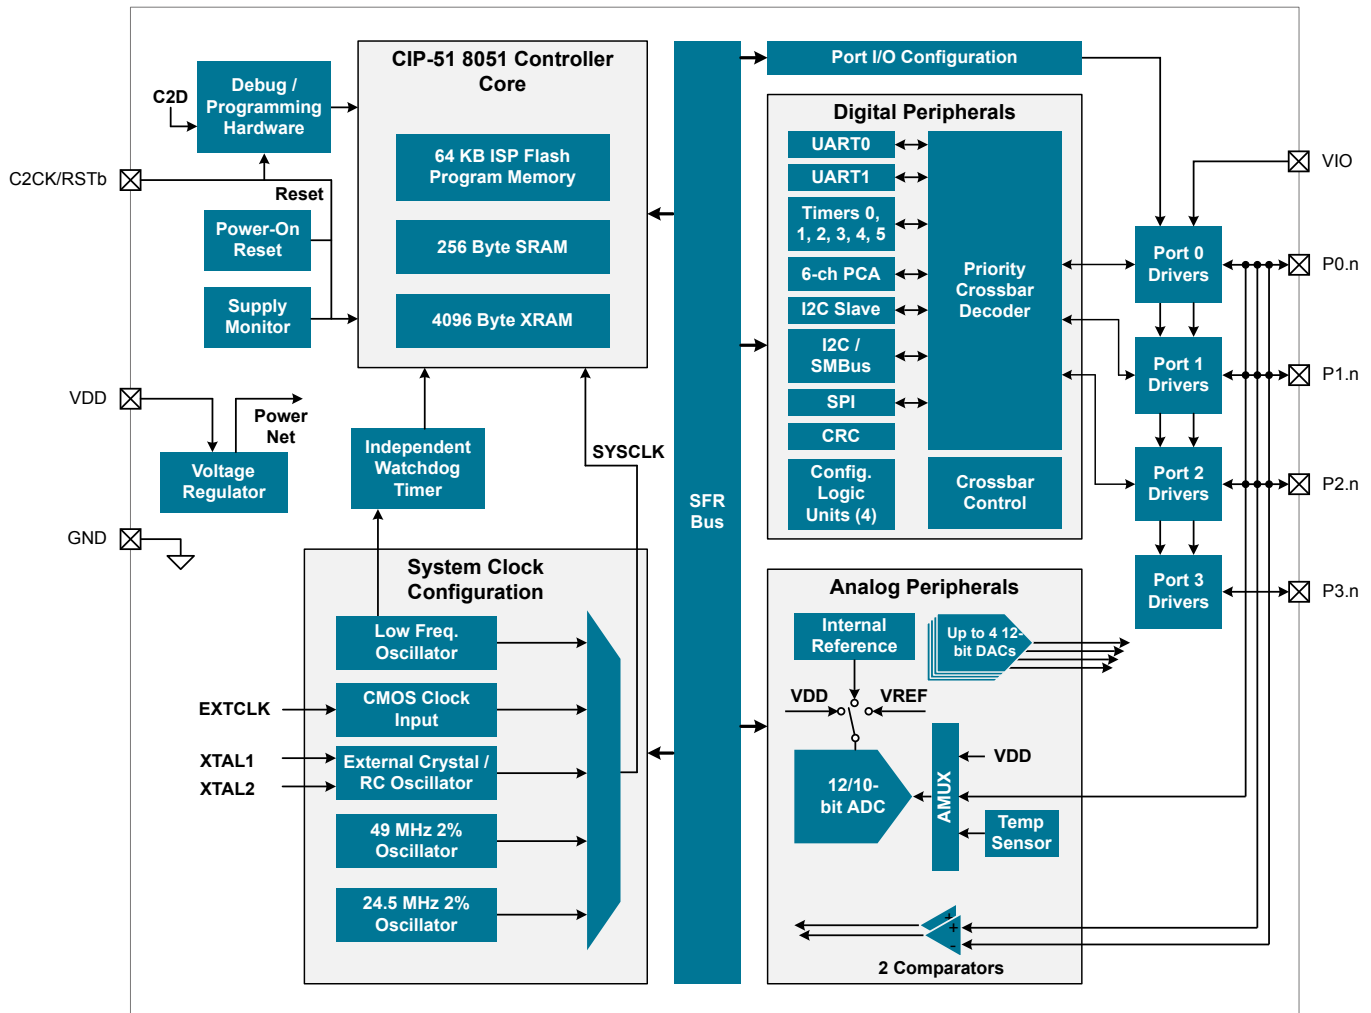 CIP-51 8051 Controller
Core
64 KB ISP Flash
Program Memory
256 Byte SRAM
4096 Byte XRAM
C2D
Debug /
Programming
Hardware
C2CK/RSTb
Reset
Power-On
Reset
Supply
Monitor
VDD
Power
Net
Voltage
Regulator
GND
Independent
Watchdog
Timer
SYSCLK
System Clock
Configuration
Low Freq.
Oscillator
EXTCLK
CMOS Clock
Input
XTAL1
XTAL2
External Crystal /
RC Oscillator
49 MHz 2%
Oscillator
24.5 MHz 2%
Oscillator
SFR
Bus
Port I/O Configuration
Digital Peripherals
UART0
UART1
Timers 0,
1, 2, 3, 4, 5
6-ch PCA
I2C Slave
I2C /
SMBus
SPI
CRC
Config.
Logic
Units (4)
Priority
Crossbar
Decoder
Crossbar
Control
Analog Peripherals
Internal
Reference
Up to 4 12-
bit DACs
VDD
VREF
12/10-
bit ADC
AMUX
VDD
Temp
Sensor
+
+
-
2 Comparators
VIO
Port 0
Drivers
P0.n
Port 1
Drivers
P1.n
Port 2
Drivers
P2.n
Port 3
Drivers
P3.n